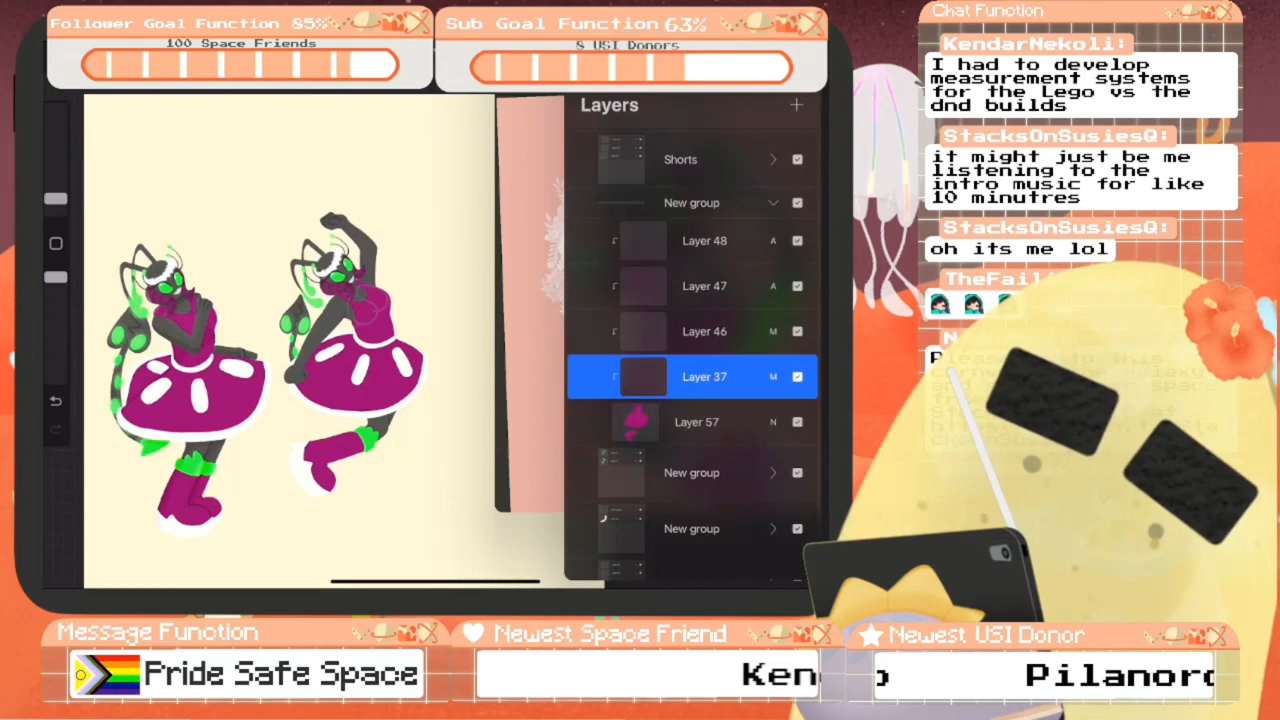 Follower Goal Function 85%
100 Space Friends
Sub Goal Function 63%
8 USI Donors
Chat Function
KendarNekoli:
I had to develop
measurement systems
for the Lego vs the
dnd builds
StacksOnSusiesQ:
it might just be me
listening to the
intro music for like
10 minutres
StacksOnSusiesQ:
oh its me lol
TheFail
Layers
Shorts
New group
Layer 48 A
Layer 47 A
Layer 46 M
Layer 37 M
Layer 57 N
New group
New group
Message Function
Pride Safe Space
Newest Space Friend
Ken
Newest USI Donor
Pilanoro